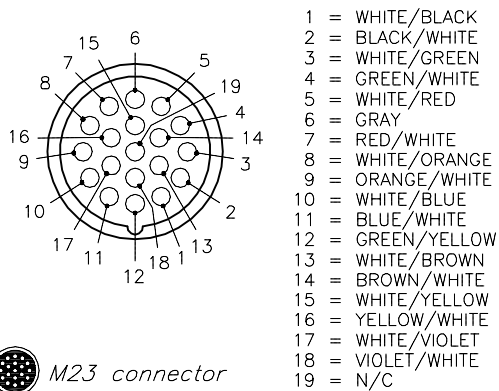 6
15
5
7
19
8
4
16
14
9
3
10
2
17
13
11
1
18
12
1 = WHITE/BLACK
2 = BLACK/WHITE
3 = WHITE/GREEN
4 = GREEN/WHITE
5 = WHITE/RED
6 = GRAY
7 = RED/WHITE
8 = WHITE/ORANGE
9 = ORANGE/WHITE
10 = WHITE/BLUE
11 = BLUE/WHITE
12 = GREEN/YELLOW
13 = WHITE/BROWN
14 = BROWN/WHITE
15 = WHITE/YELLOW
16 = YELLOW/WHITE
17 = WHITE/VIOLET
18 = VIOLET/WHITE
19 = N/C
M23 connector